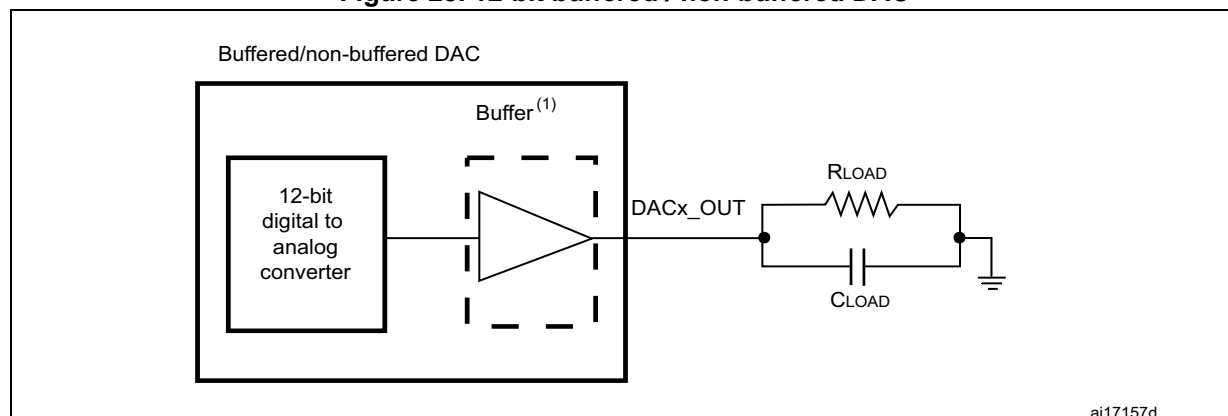 Buffered/non-buffered DAC
Buffer(1)
12-bit
digital to
analog
converter
DACx_OUT
RLOAD
CLOAD
ai17157d